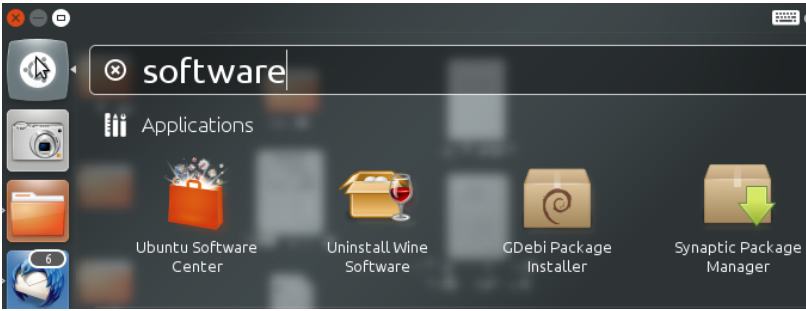 software
Applications
Ubuntu Software
Center
Uninstall Wine
Software
GDebi Package
Installer
Synaptic Package
Manager
6